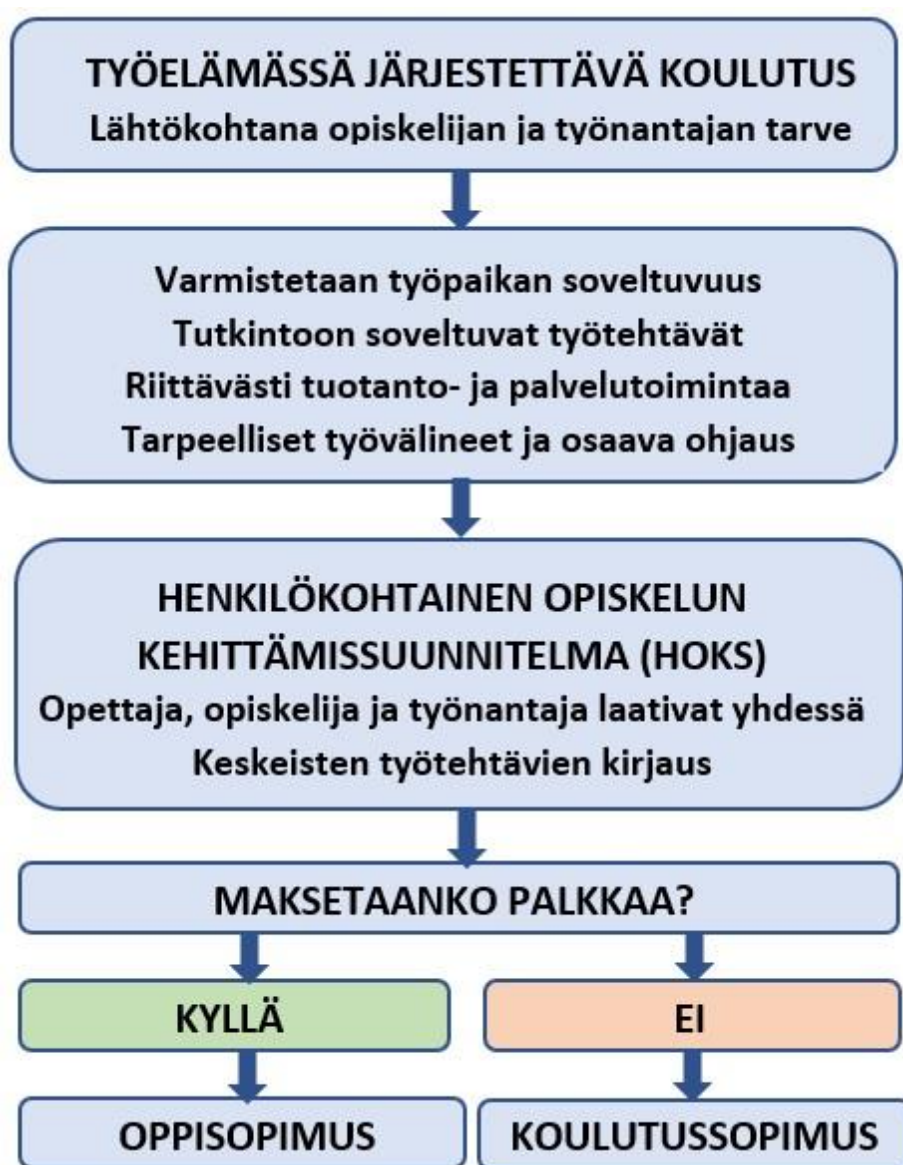 TYÖELÄMÄSSÄ JÄRJESTETTÄVÄ KOULUTUS
Lähtökohtana opiskelijan ja työnantajan tarve
Varmistetaan työpaikan soveltuvuus
Tutkintoon soveltuvat työtehtävät
Riittävästi tuotanto- ja palvelutoimintaa
Tarpeelliset työvälineet ja osaava ohjaus
HENKILÖKOHTAINEN OPISKELUN
KEHITTÄMISSUUNNITELMA (HOKS)
Opettaja, opiskelija ja työnantaja laativat yhdessä
Keskeisten työtehtävien kirjaus
MAKSETAANKO PALKKAA?
KYLLÄ
EI
OPPISOPIMUS
KOULUTUSSOPIMUS